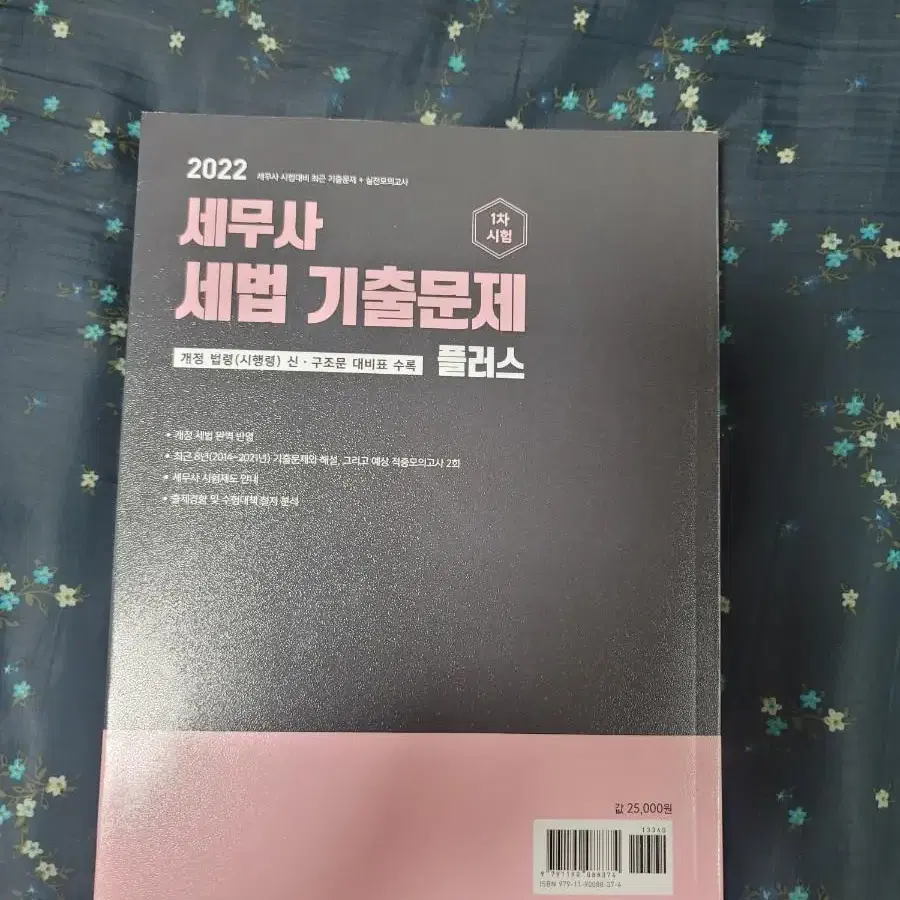 2022 세무사 시험대비 최근 기출문제 + 실전모의고사
세무사
1차
시험
세법 기출문제
개정 법령(시행령) 신·구조문 대비표 수록
플러스
• 개정 세법 완벽 반영
• 최근 8년(2014~2021년) 기출문제와 해설, 그리고 예상 적중모의고사 2회
• 세무사 시험제도 안내
• 출제경향 및 수험대책 철저 분석
값 25,000원
13360
9 791190 088374
ISBN 979-11-90088-37-4